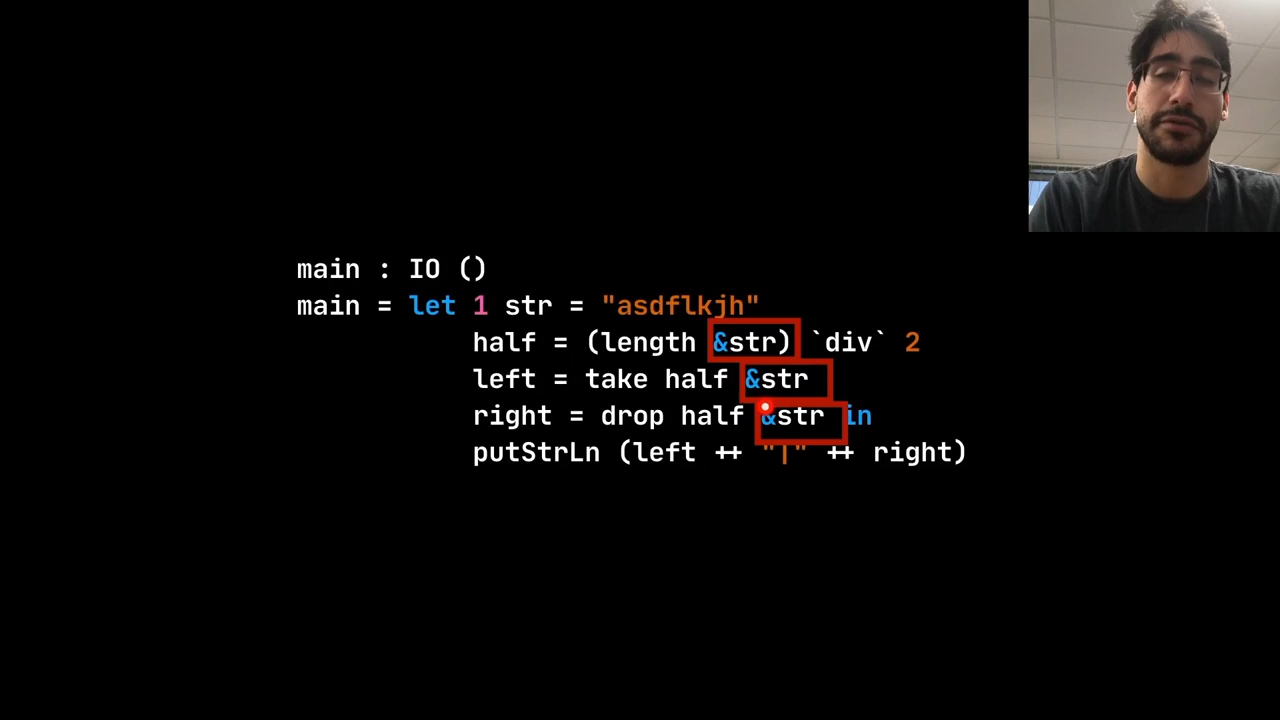 main : IO ()
main = let 1 str = "asdflkjh"
half = (length &str) `div` 2
left = take half &str
right = drop half &str in
putStrLn (left ++ "|" ++ right)